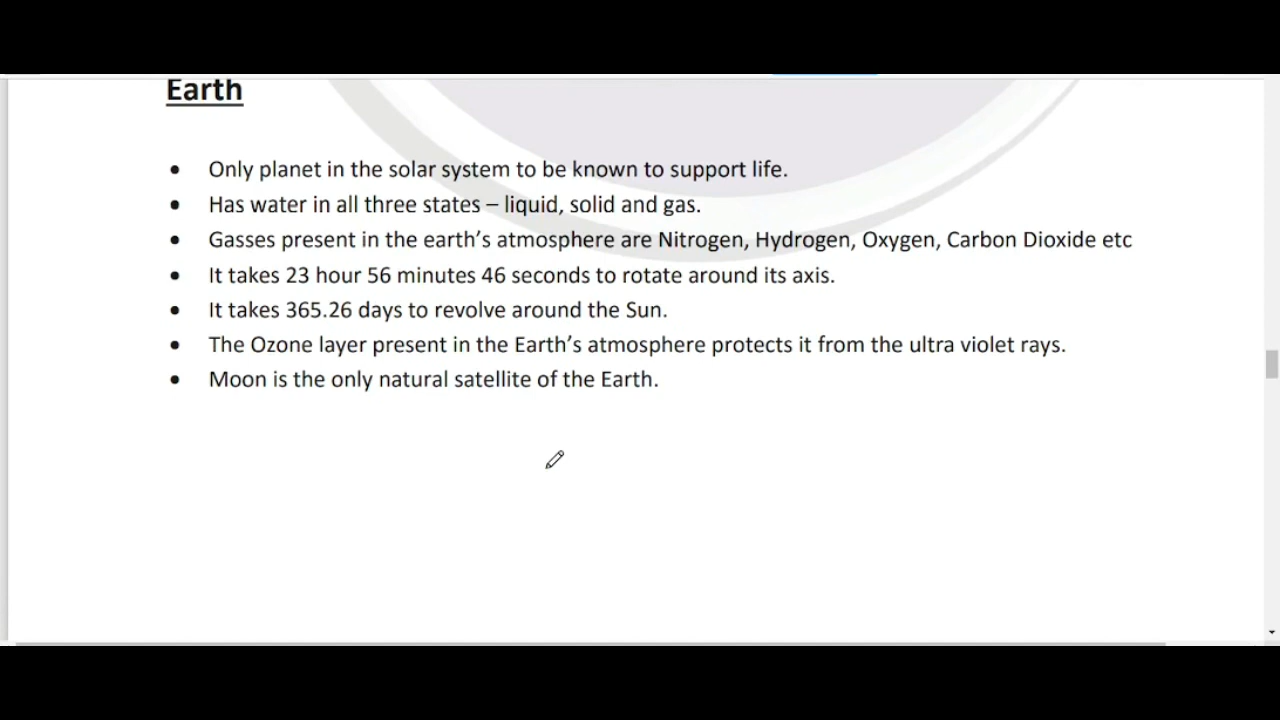 Earth
• Only planet in the solar system to be known to support life.
• Has water in all three states – liquid, solid and gas.
• Gasses present in the earth’s atmosphere are Nitrogen, Hydrogen, Oxygen, Carbon Dioxide etc
• It takes 23 hour 56 minutes 46 seconds to rotate around its axis.
• It takes 365.26 days to revolve around the Sun.
• The Ozone layer present in the Earth’s atmosphere protects it from the ultra violet rays.
• Moon is the only natural satellite of the Earth.